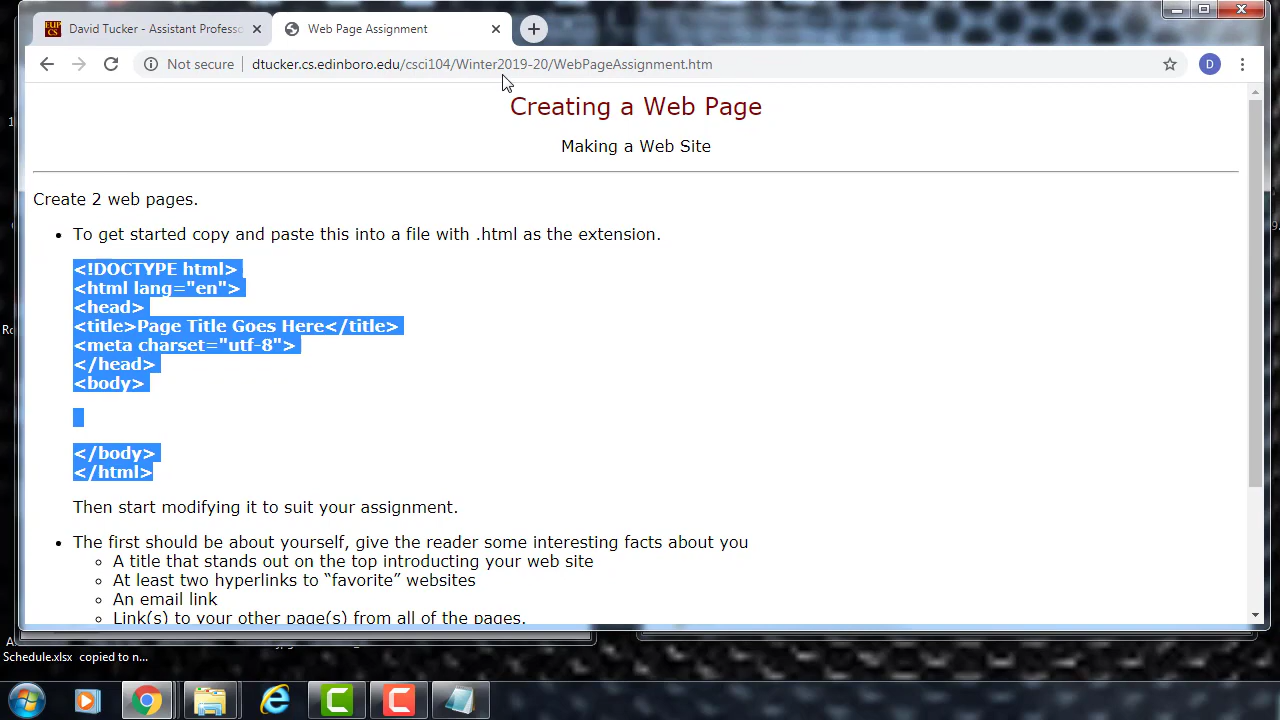 David Tucker - Assistant Profess
Web Page Assignment
Not secure
dtucker.cs.edinboro.edu/csci104/Winter2019-20/WebPageAssignment.htm
D
Creating a Web Page
Making a Web Site
Create 2 web pages.
To get started copy and paste this into a file with .html as the extension.
<!DOCTYPE html>
<html lang="en">
<head>
<title>Page Title Goes Here</title>
<meta charset="utf-8">
</head>
<body>
</body>
</html>
Then start modifying it to suit your assignment.
The first should be about yourself, give the reader some interesting facts about you
A title that stands out on the top introducting your web site
At least two hyperlinks to “favorite” websites
An email link
Link(s) to your other page(s) from all of the pages.
Schedule.xlsx copied to n...